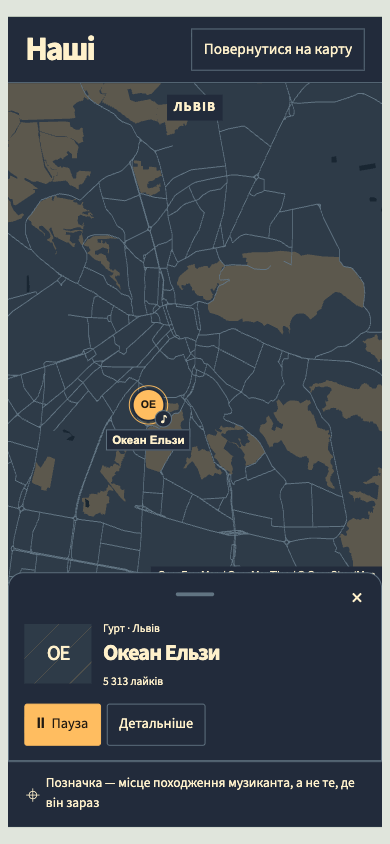 Наші
Повернутися на карту
ЛЬВІВ
ОЕ
Океан Ельзи
Гурт · Львів
ОЕ
Океан Ельзи
5 313 лайків
Пауза
Детальніше
Позначка — місце походження музиканта, а не те, де
він зараз